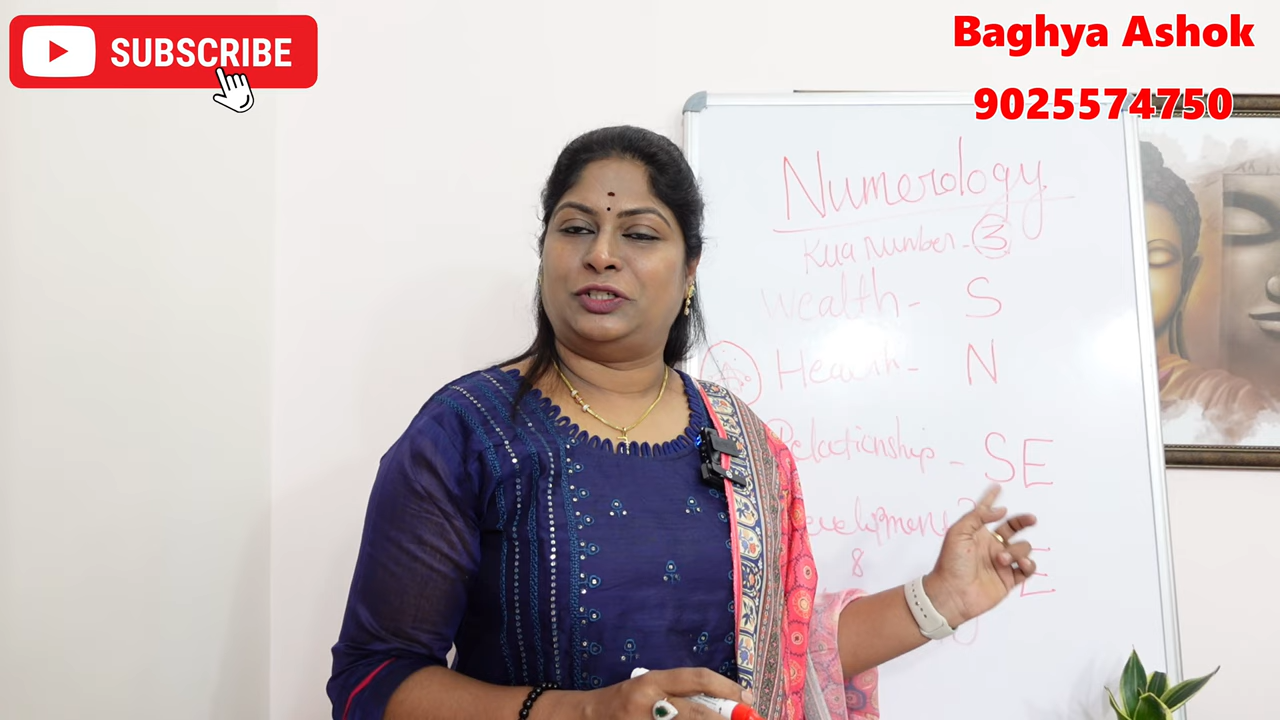 SUBSCRIBE
Baghya Ashok
9025574750
Numerology
Kua number - 3
Wealth - S
Health - N
Relationship - SE
8
E